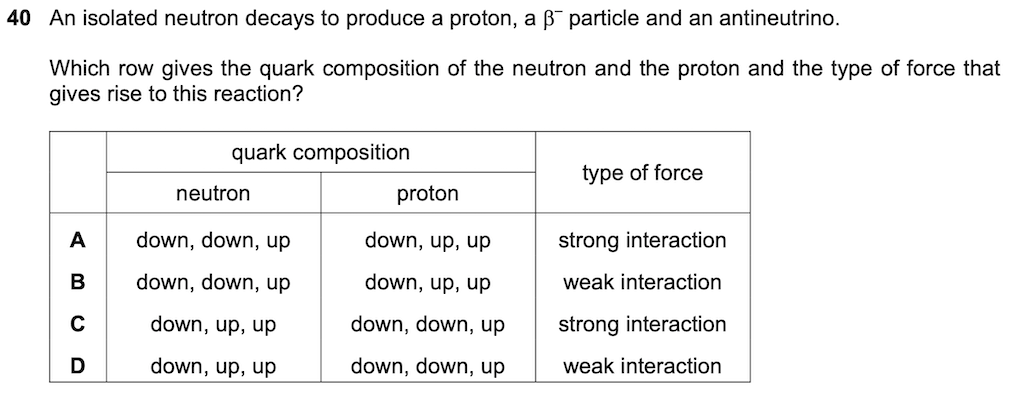 40 An isolated neutron decays to produce a proton, a β⁻ particle and an antineutrino.
Which row gives the quark composition of the neutron and the proton and the type of force that
gives rise to this reaction?
quark composition
type of force
neutron proton
A down, down, up down, up, up strong interaction
B down, down, up down, up, up weak interaction
C down, up, up down, down, up strong interaction
D down, up, up down, down, up weak interaction